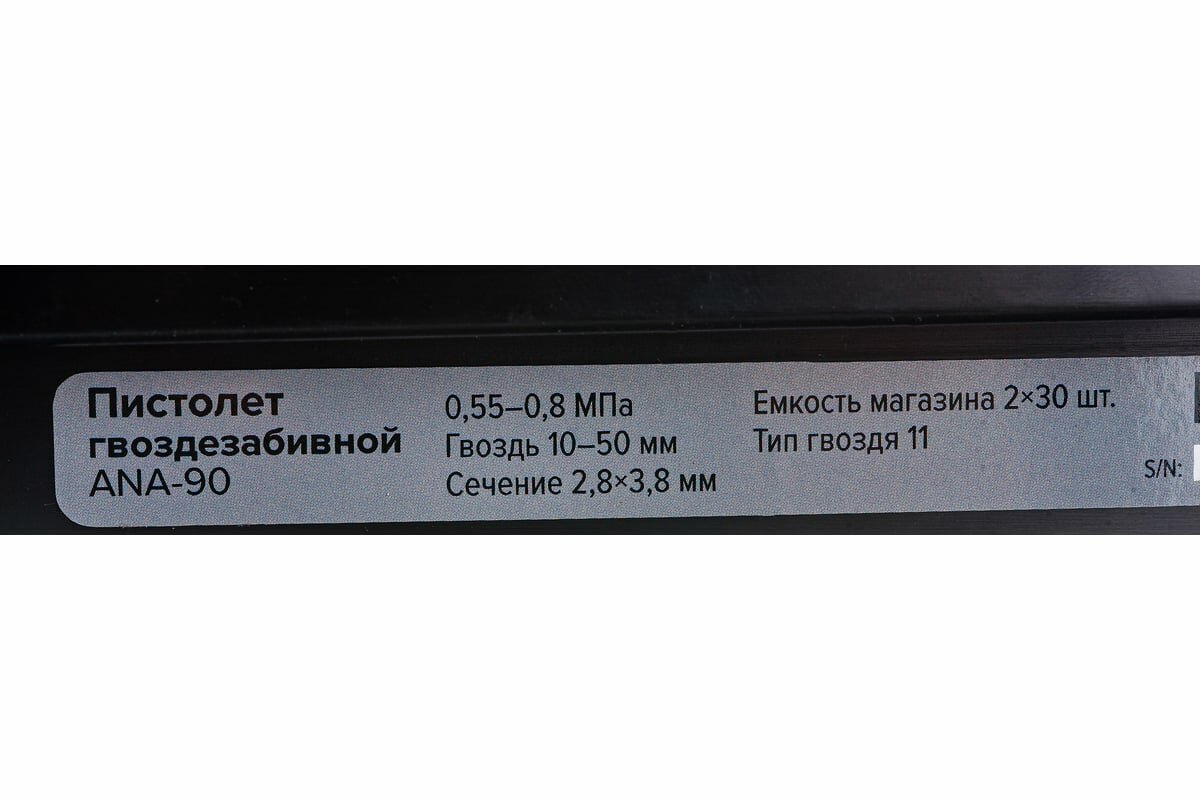 Пистолет
гвоздезабивной
ANA-90
0,55–0,8 МПа
Гвоздь 10–50 мм
Сечение 2,8×3,8 мм
Емкость магазина 2×30 шт.
Тип гвоздя 11
S/N: